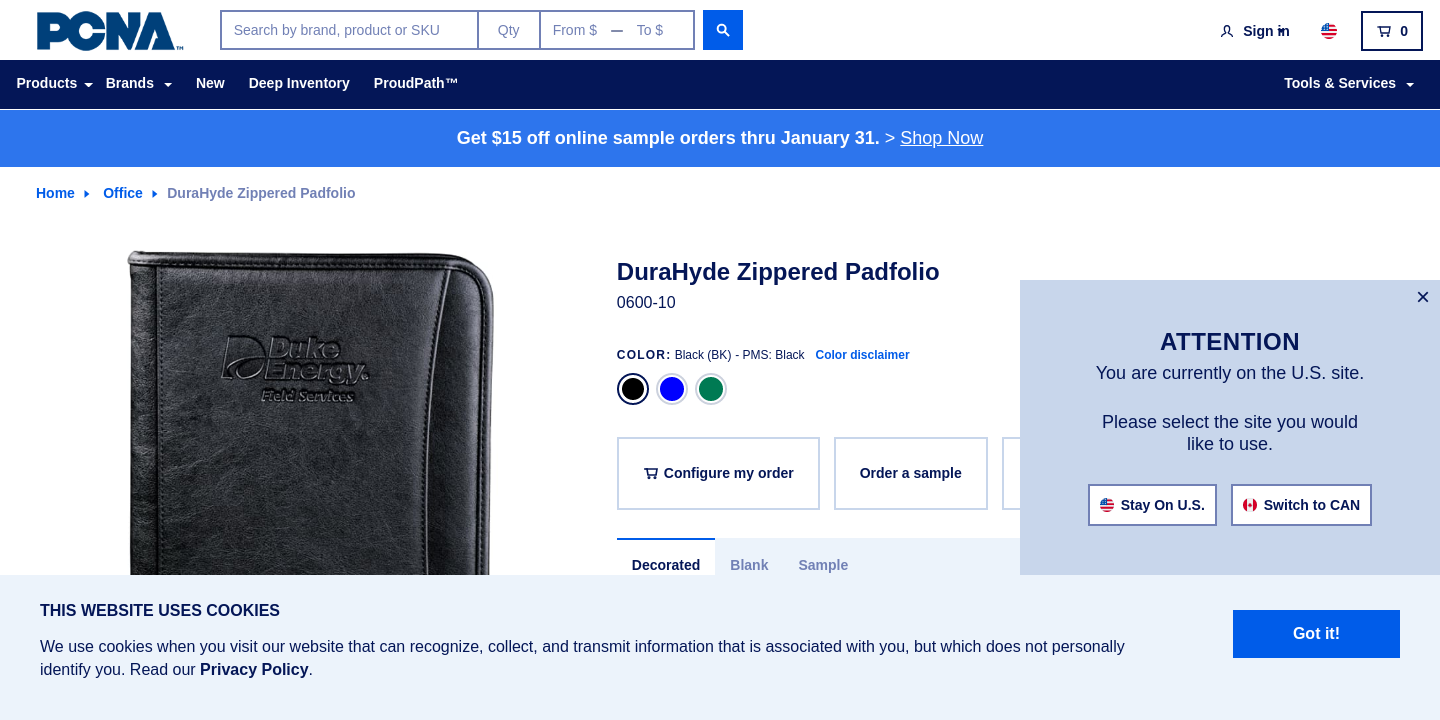 PCNA™
Search by brand, product or SKU
Qty
From $ — To $
Sign in
0
Products
Brands
New
Deep Inventory
ProudPath™
Tools & Services
Get $15 off online sample orders thru January 31. > Shop Now
Home
Office
DuraHyde Zippered Padfolio
Duke
Energy®
Field Services
DuraHyde Zippered Padfolio
0600-10
COLOR: Black (BK) - PMS: Black Color disclaimer
Configure my order
Order a sample
Decorated
Blank
Sample
×
ATTENTION
You are currently on the U.S. site.
Please select the site you would
like to use.
Stay On U.S.
Switch to CAN
THIS WEBSITE USES COOKIES
We use cookies when you visit our website that can recognize, collect, and transmit information that is associated with you, but which does not personally
identify you. Read our Privacy Policy.
Got it!